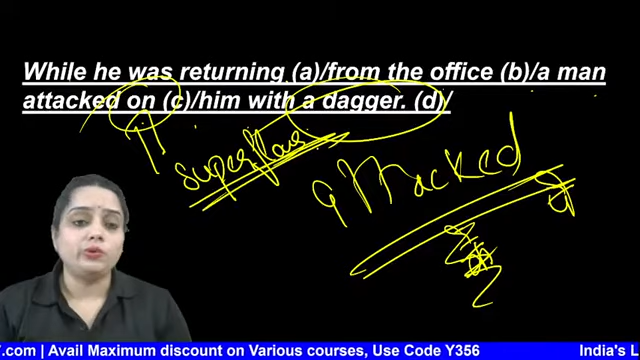 While he was returning (a)/from the office (b)/a man
attacked on (c)/him with a dagger. (d)/
attacked
7.com | Avail Maximum discount on Various courses, Use Code Y356
India's L